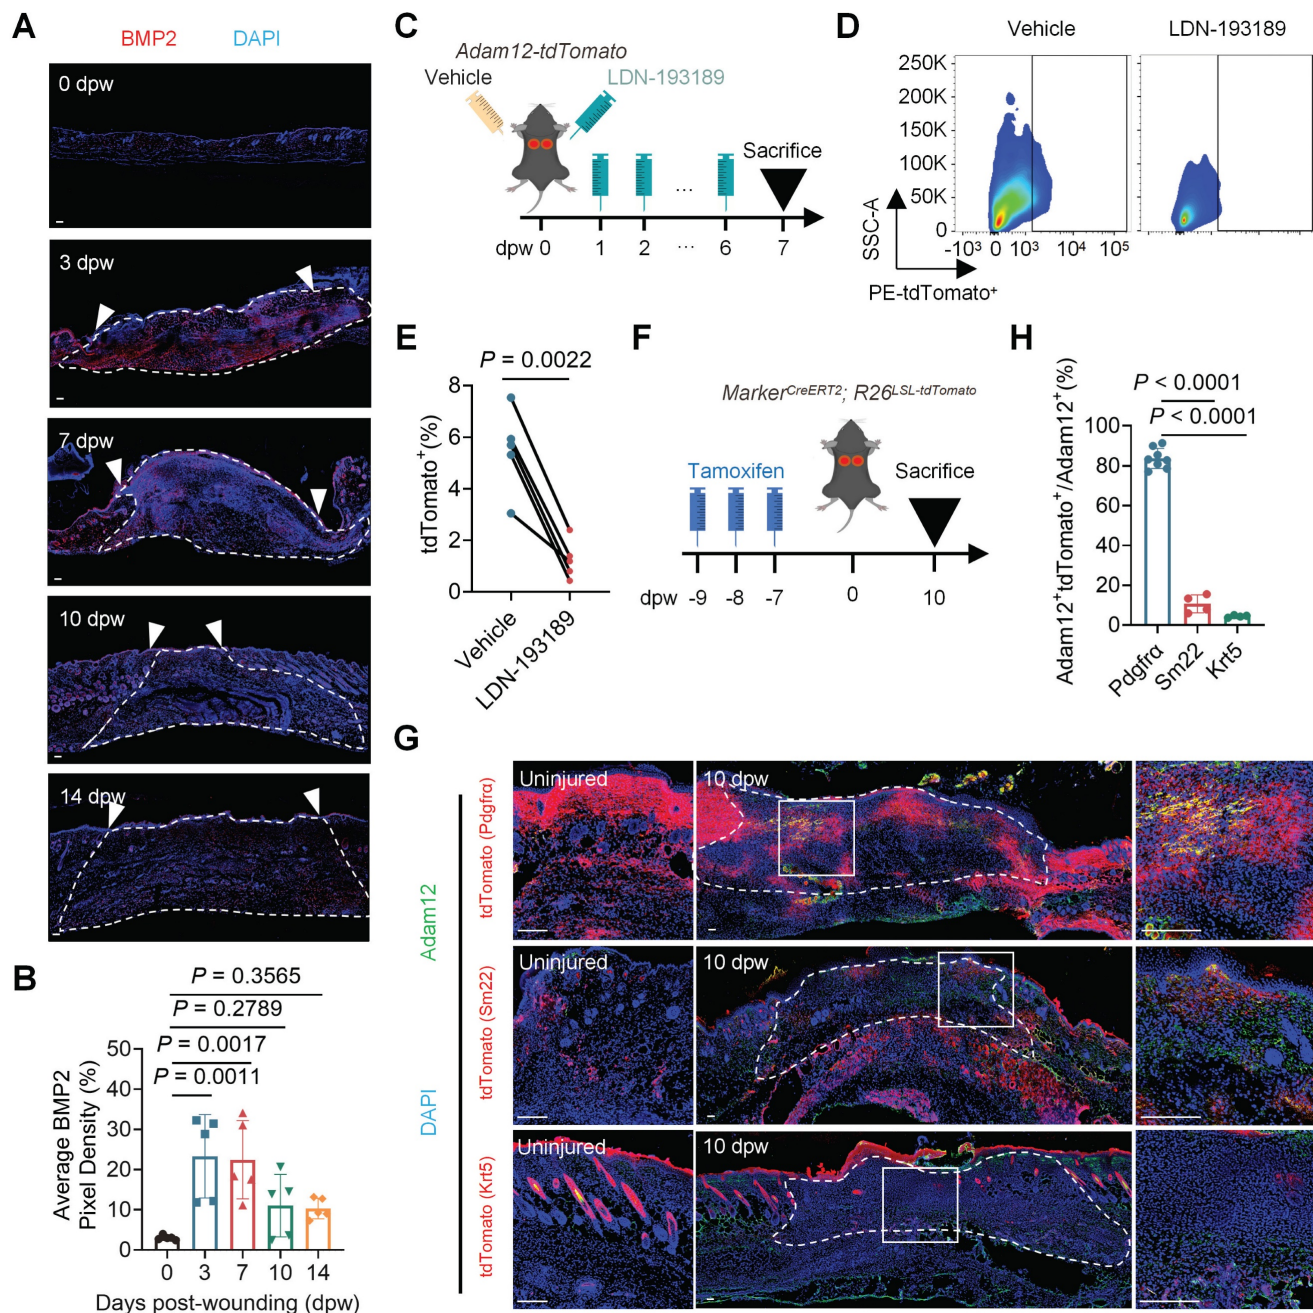 A
BMP2 DAPI
0 dpw
3 dpw
7 dpw
10 dpw
14 dpw
B
P = 0.3565
P = 0.2789
P = 0.0017
P = 0.0011
Average BMP2
Pixel Density (%)
50
40
30
20
10
0
0 3 7 10 14
Days post-wounding (dpw)
C
Adam12-tdTomato
Vehicle LDN-193189
Sacrifice
...
dpw 0 1 2 ... 6 7
D
Vehicle LDN-193189
250K
200K
150K
100K
50K
0
SSC-A
-10³ 0 10³ 10⁴ 10⁵
PE-tdTomato⁺
E
P = 0.0022
tdTomato⁺(%)
8
6
4
2
0
Vehicle
LDN-193189
F
Marker^CreERT2; R26^LSL-tdTomato
Tamoxifen
Sacrifice
dpw -9 -8 -7 0 10
H
P < 0.0001
P < 0.0001
Adam12⁺tdTomato⁺/Adam12⁺(%)
100
80
60
40
20
0
Pdgfrα
Sm22
Krt5
G
Adam12
DAPI
tdTomato (Pdgfrα)
Uninjured 10 dpw
tdTomato (Sm22)
Uninjured 10 dpw
tdTomato (Krt5)
Uninjured 10 dpw